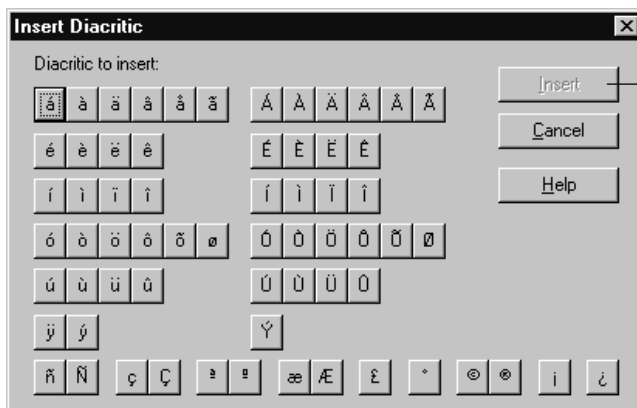 Insert Diacritic
Diacritic to insert:
á à ä â å ã Á À Ä Â Å Ã
Insert
é è ë ê É È Ë Ê
Cancel
í ì ï î Í Ì Ï Î
Help
ó ò ö ô õ ø Ó Ò Ö Ô Õ Ø
ú ù ü û Ú Ù Ü Û
ÿ ý Ý
ñ Ñ ç Ç ª º æ Æ £ ° © ® ¡ ¿